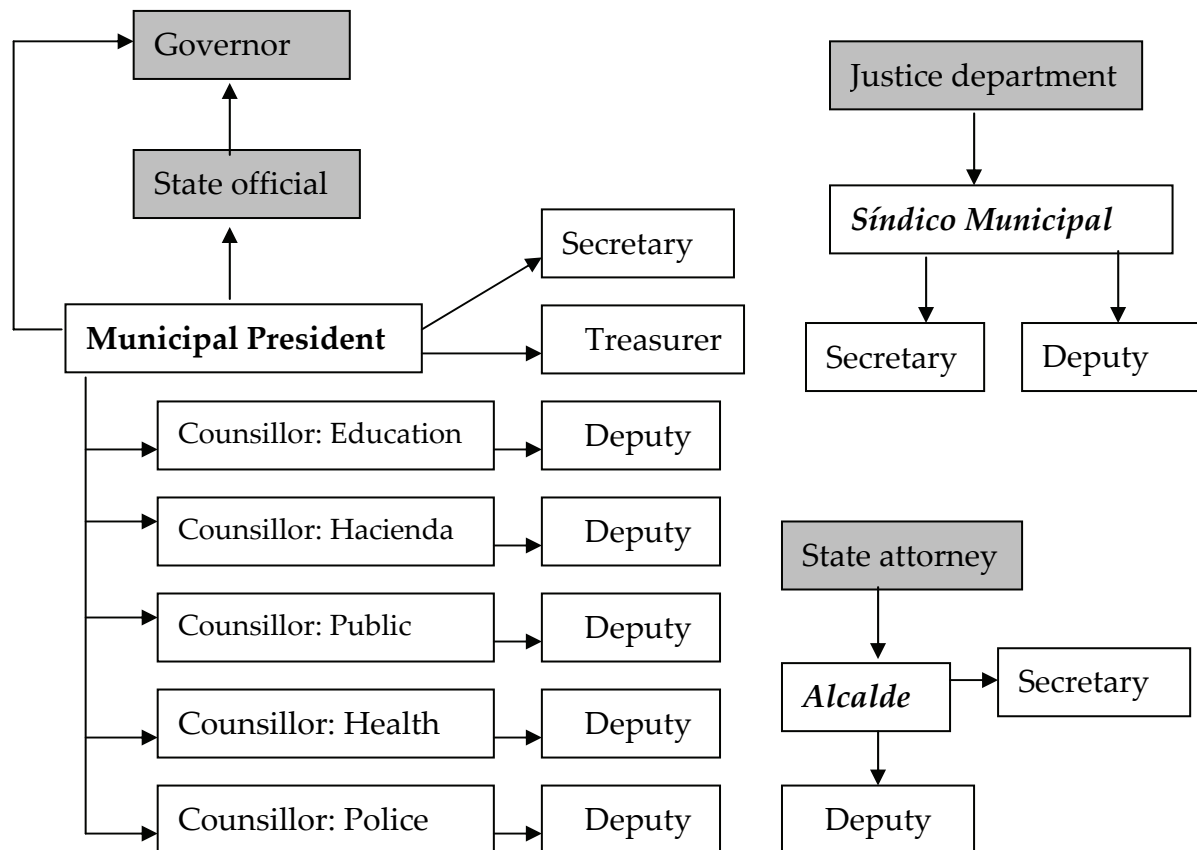 Governor
State official
Municipal President
Secretary
Treasurer
Counsillor: Education
Deputy
Counsillor: Hacienda
Deputy
Counsillor: Public
Deputy
Counsillor: Health
Deputy
Counsillor: Police
Deputy
Justice department
Síndico Municipal
Secretary
Deputy
State attorney
Alcalde
Secretary
Deputy